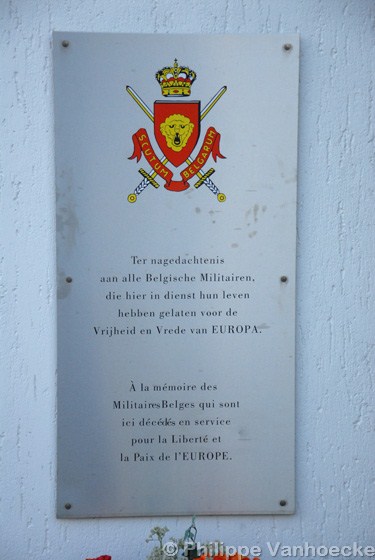 SCUTUM BELGARUM
Ter nagedachtenis
aan alle Belgische Militairen,
die hier in dienst hun leven
hebben gelaten voor de
Vrijheid en Vrede van EUROPA.
À la mémoire des
MilitairesBelges qui sont
ici décédés en service
pour la Liberté et
la Paix de l'EUROPE.
© Philippe Vanhoecke